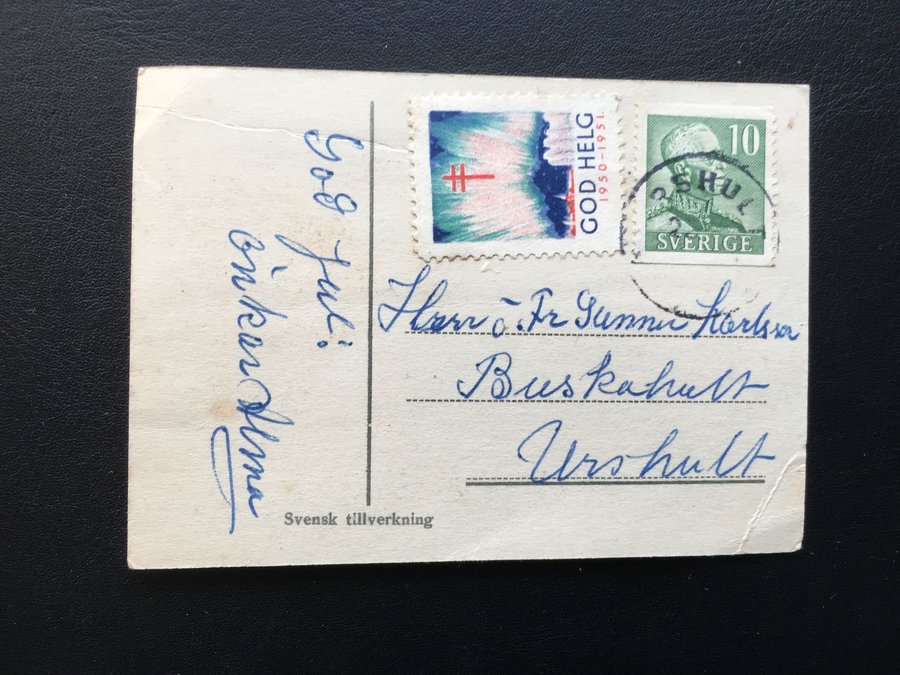 God Jul!
önskar Alma
Svensk tillverkning
GOD HELG
1950-1951
10
SVERIGE
Herr o. Fr Gunnar Karlsson
Buskahult
Urshult